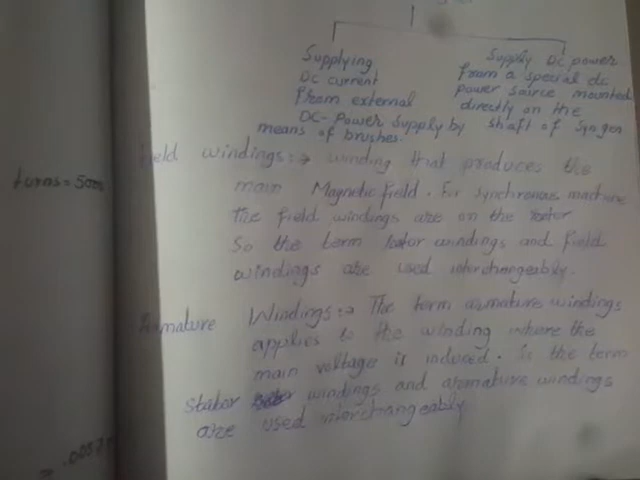 Supplying
DC current
From external
DC-Power Supply by
means of brushes.
Supply DC power
from a special dc
power sarce mounted
directly on the
shaft of Syn gen
field windings :→ winding that produces the
main Magnetic field. For synchronous machine
The field windings are on the rotor
So the term rotor windings and field
windings are used interchangeably.
Armature Windings :→ The term armature windings
applies to the winding where the
main voltage is induced. So the term
stator windings and armature windings
are used interchangeably
turns = 500